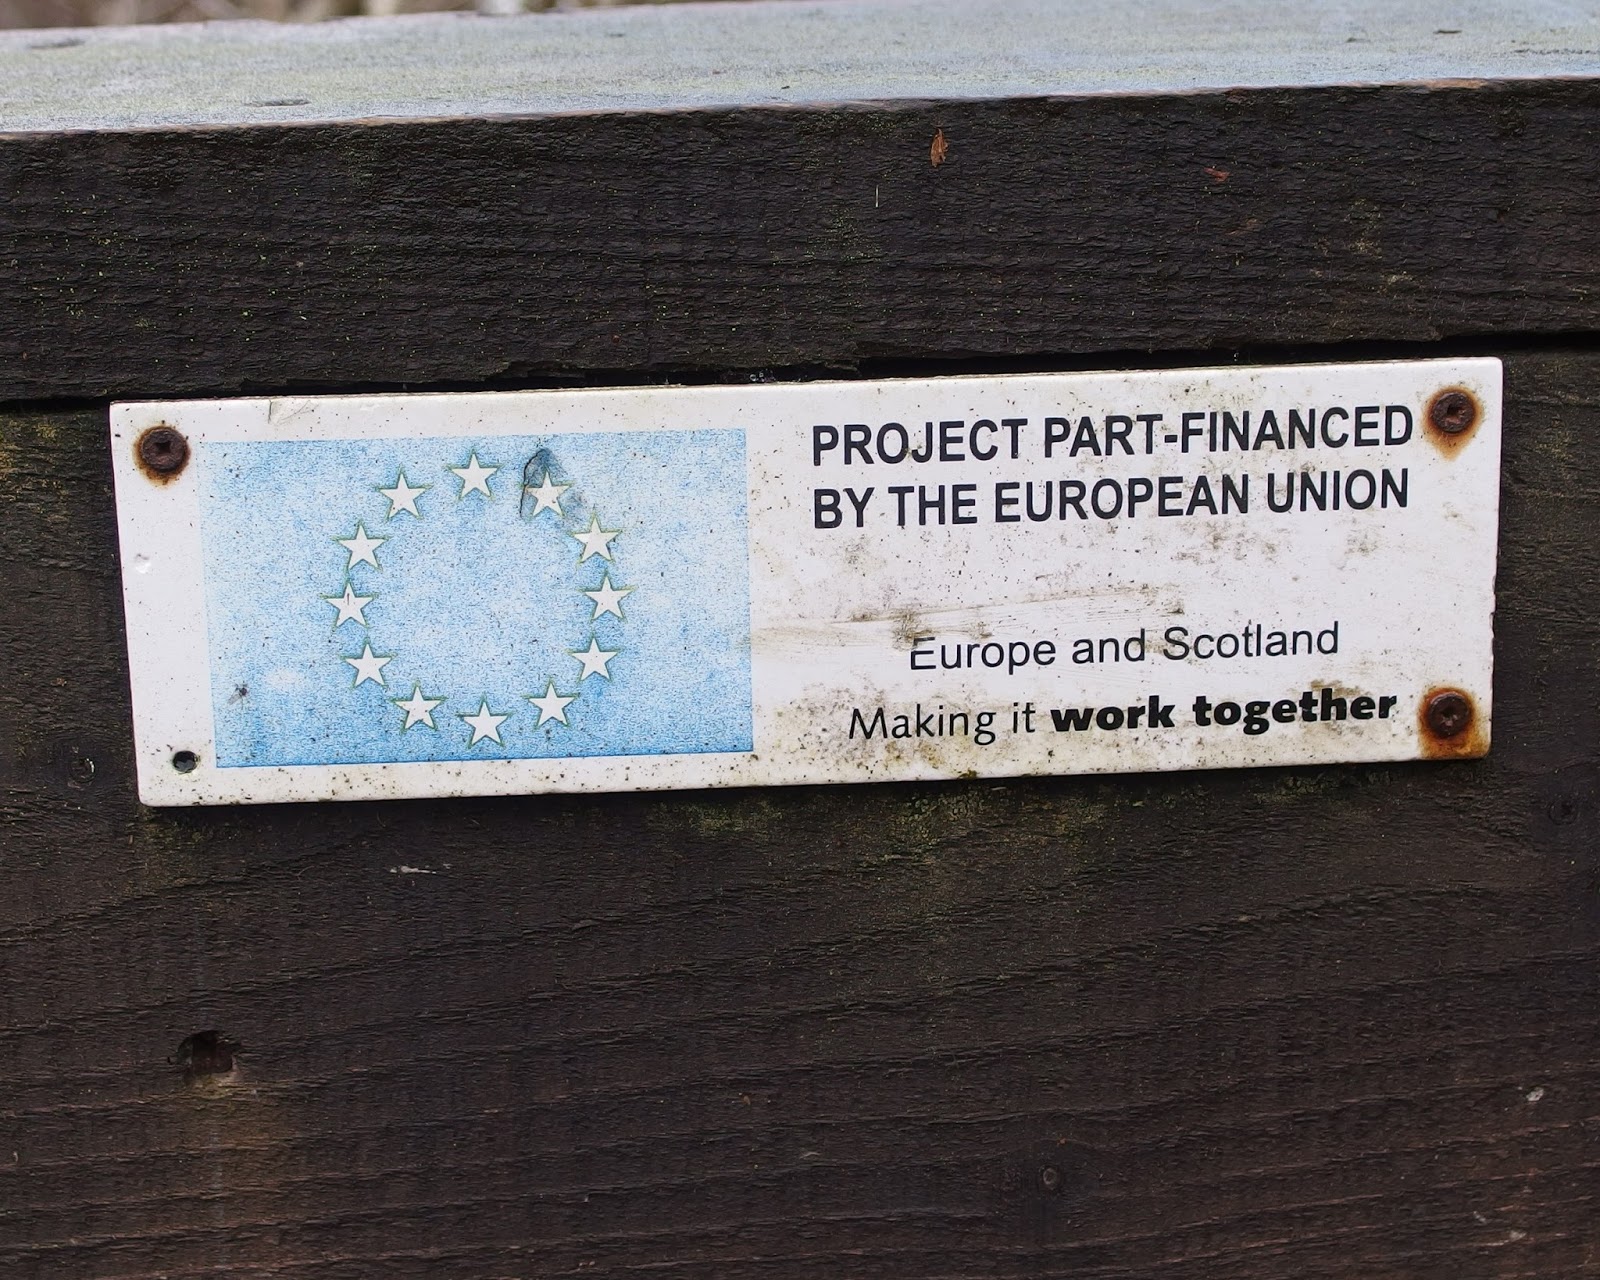 PROJECT PART-FINANCED
BY THE EUROPEAN UNION
Europe and Scotland
Making it work together